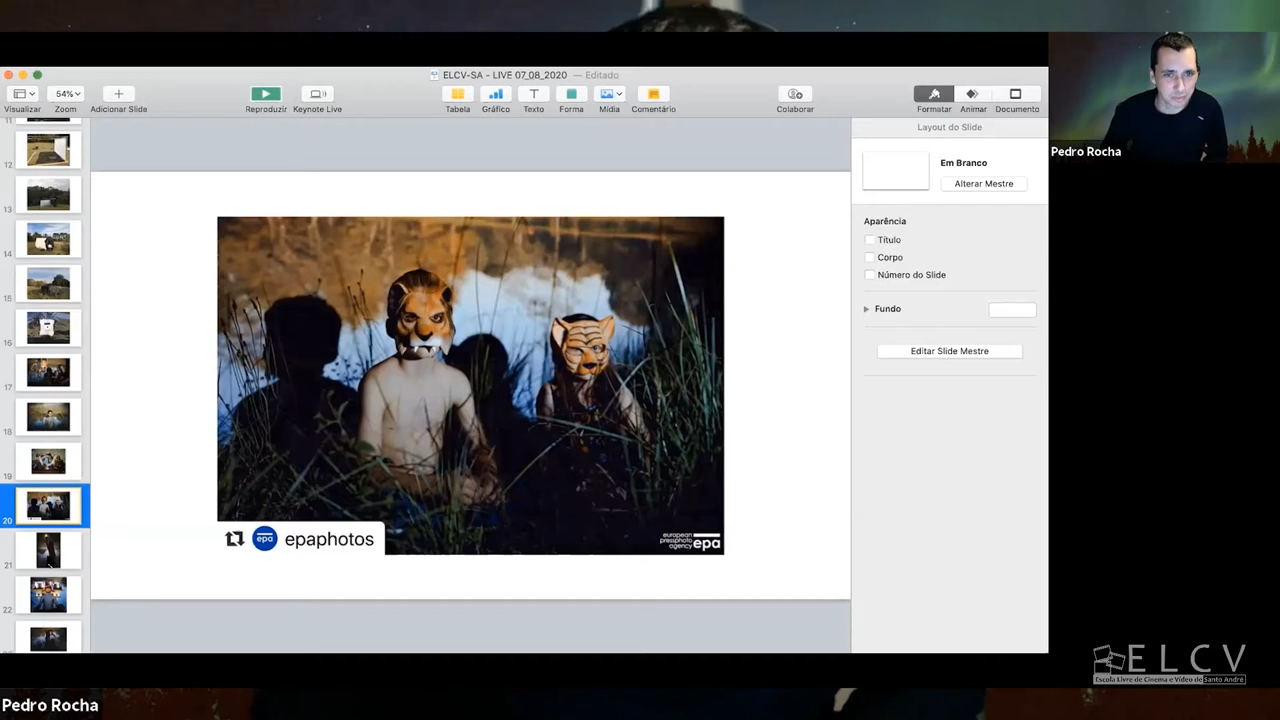 ELCV-SA - LIVE 07_08_2020 — Editado
Visualizar
54%
Zoom
Adicionar Slide
Reproduzir
Keynote Live
Tabela
Gráfico
T
Texto
Forma
Mídia
Comentário
Colaborar
Formatar
Animar
Documento
11
12
13
14
15
16
17
18
19
20
21
22
epa
epaphotos
european
pressphoto
agency
epa
Layout do Slide
Em Branco
Alterar Mestre
Aparência
Título
Corpo
Número do Slide
Fundo
Editar Slide Mestre
Pedro Rocha
ELCV
Escola Livre de Cinema e Vídeo de Santo André
Pedro Rocha